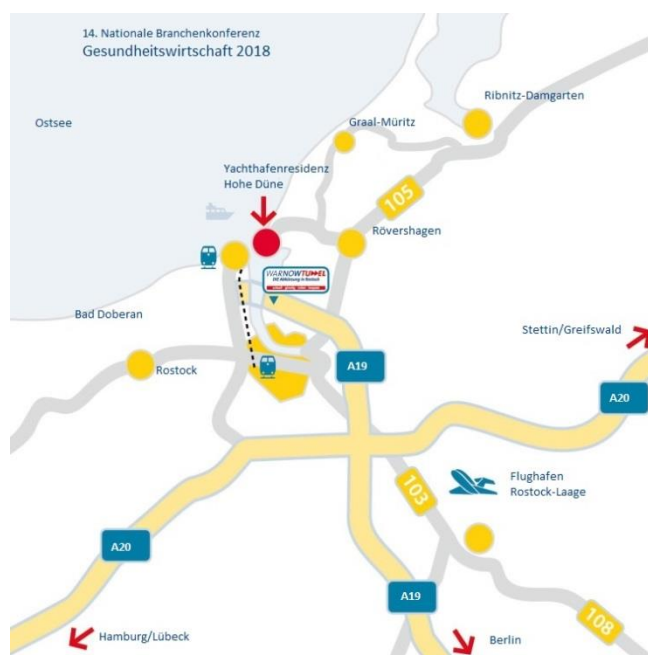 14. Nationale Branchenkonferenz
Gesundheitswirtschaft 2018
Ribnitz-Damgarten
Ostsee
Graal-Müritz
Yachthafenresidenz
Hohe Düne
105
Rövershagen
WARNOWTUNNEL
Bad Doberan
Stettin/Greifswald
A19
Rostock
A20
Flughafen
Rostock-Laage
103
A20
A19
108
Hamburg/Lübeck
Berlin